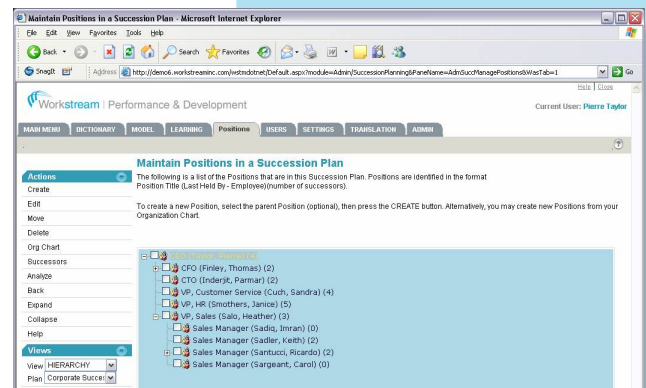 Maintain Positions in a Succession Plan - Microsoft Internet Explorer
File Edit View Favorites Tools Help
Back Search Favorites
SnagIt Address http://demo6.workstreaminc.com/wstmdotnet/Default.aspx?module=Admin/SuccessionPlanning&PaneName=AdmSuccManagePositions&WasTab=1 Go
Help | Close
Workstream | Performance & Development
Current User: Pierre Taylor
MAIN MENU DICTIONARY MODEL LEARNING Positions USERS SETTINGS TRANSLATION ADMIN
Maintain Positions in a Succession Plan
Actions
Create
Edit
Move
Delete
Org Chart
Successors
Analyze
Back
Expand
Collapse
Help
Views
View HIERARCHY
Plan Corporate Succes
The following is a list of the Positions that are in this Succession Plan. Positions are identified in the format
Position Title (Last Held By - Employee)(number of successors).
To create a new Position, select the parent Position (optional), then press the CREATE button. Alternatively, you may create new Positions from your
Organization Chart.
CFO (Finley, Thomas) (2)
CTO (Inderjit, Parmar) (2)
VP, Customer Service (Cuch, Sandra) (4)
VP, HR (Smothers, Janice) (5)
VP, Sales (Salo, Heather) (3)
Sales Manager (Sadiq, Imran) (0)
Sales Manager (Sadler, Keith) (2)
Sales Manager (Santucci, Ricardo) (2)
Sales Manager (Sargeant, Carol) (0)